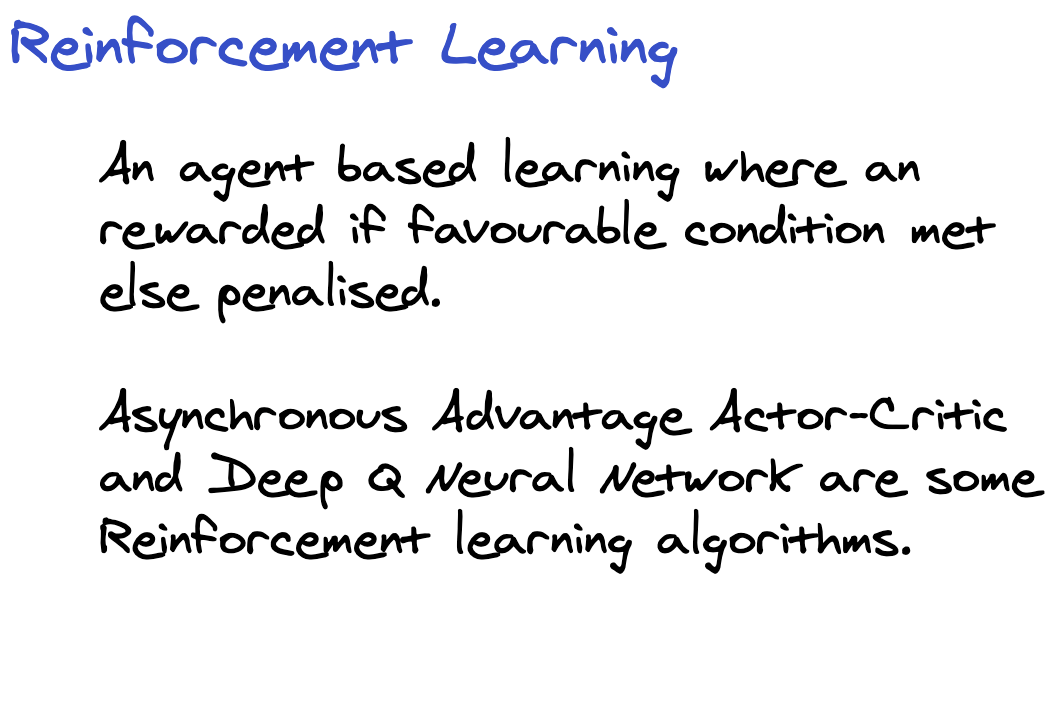 Reinforcement Learning
An agent based learning where an
rewarded if favourable condition met
else penalised.
Asynchronous Advantage Actor-Critic
and Deep Q Neural Network are some
Reinforcement learning algorithms.